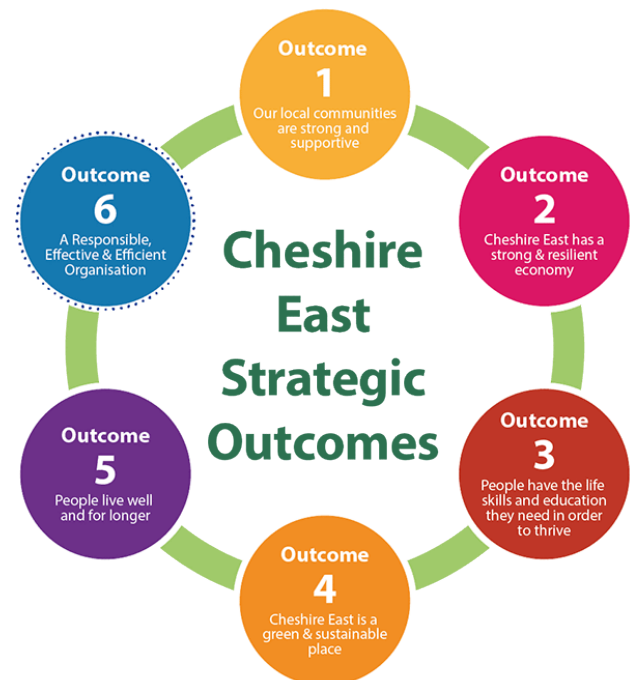 Outcome
1
Our local communities
are strong and
supportive
Outcome
2
Cheshire East has a
strong & resilient
economy
Outcome
3
People have the life
skills and education
they need in order
to thrive
Outcome
4
Cheshire East is a
green & sustainable
place
Outcome
5
People live well
and for longer
Outcome
6
A Responsible,
Effective & Efficient
Organisation
Cheshire
East
Strategic
Outcomes